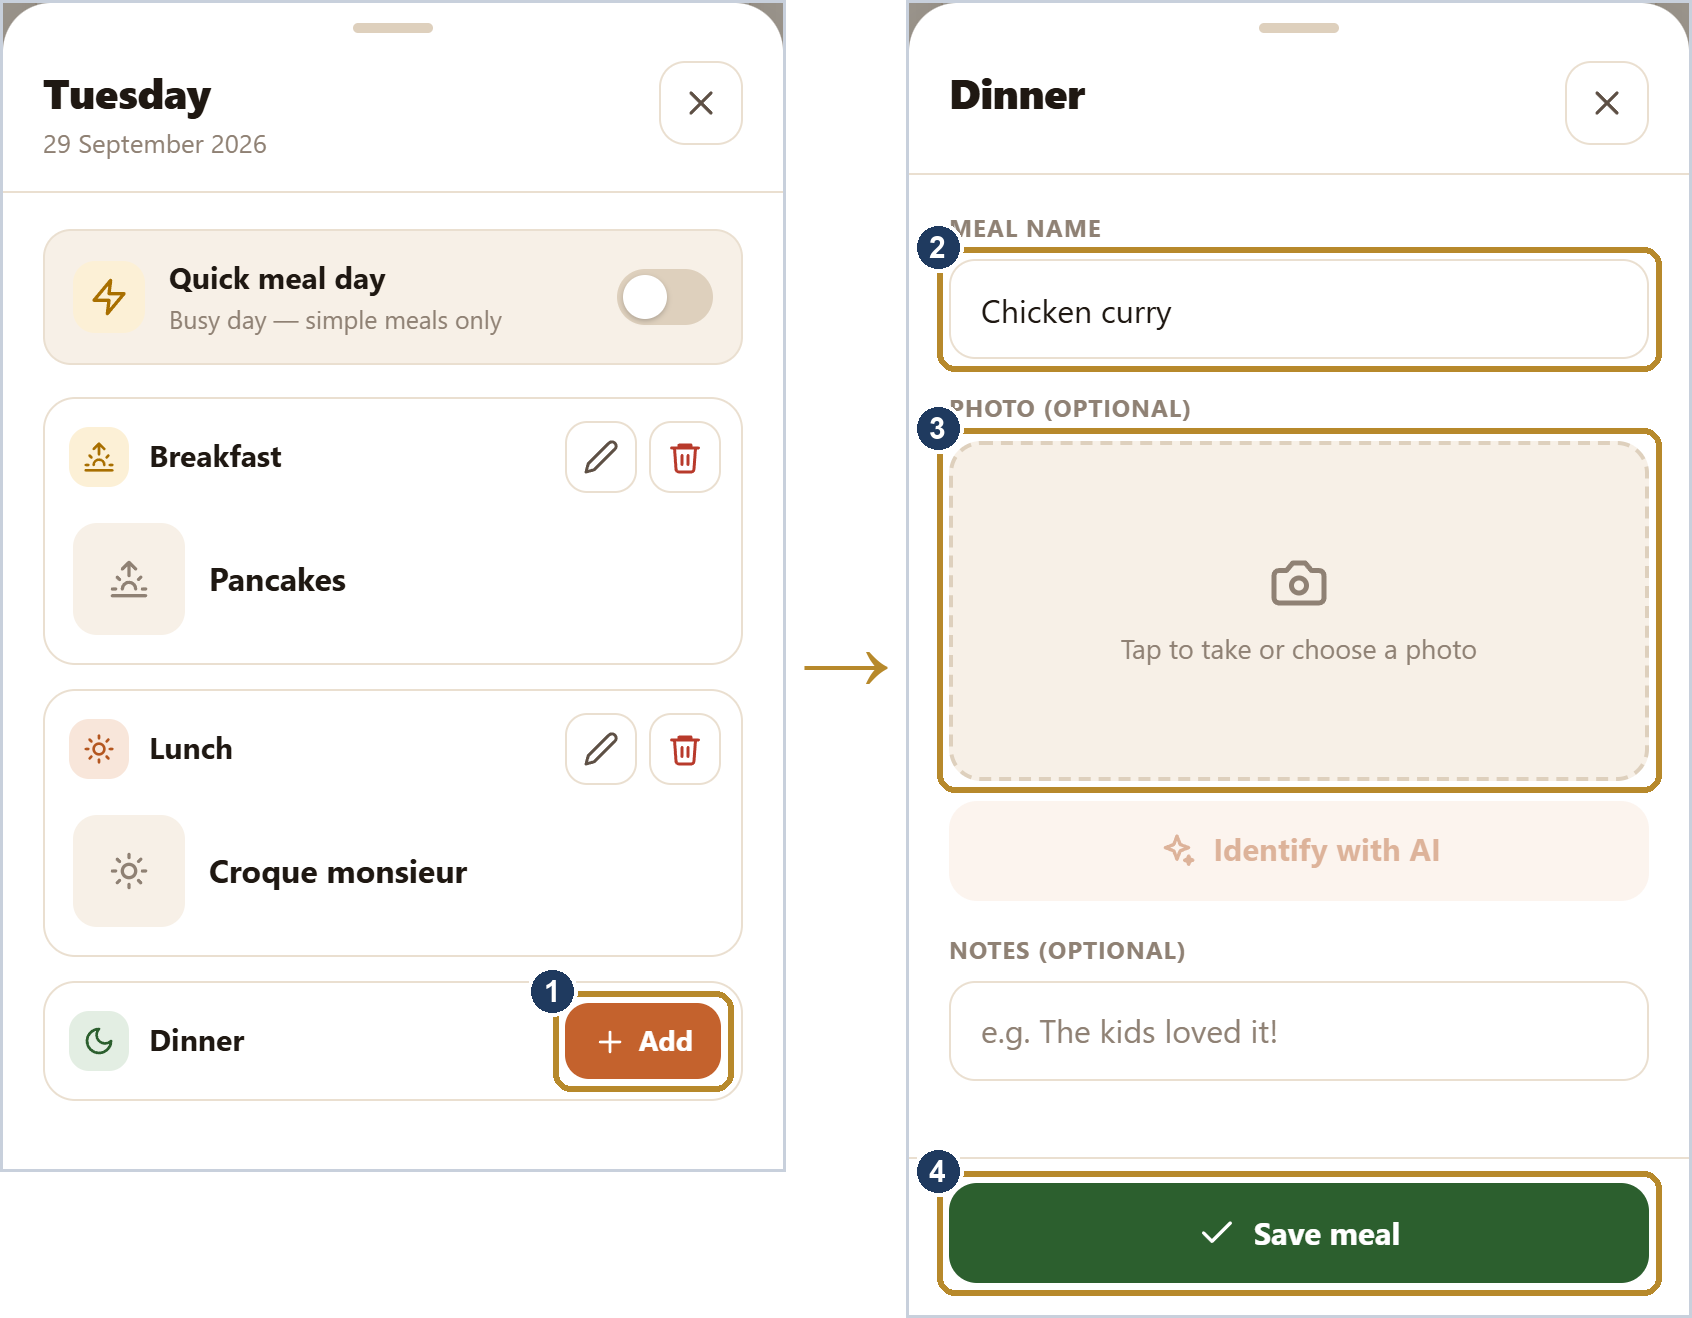 Tuesday
29 September 2026
Quick meal day
Busy day — simple meals only
Breakfast
Pancakes
Lunch
Croque monsieur
Dinner
1
+ Add
→
Dinner
MEAL NAME
2
Chicken curry
PHOTO (OPTIONAL)
3
Tap to take or choose a photo
Identify with AI
NOTES (OPTIONAL)
e.g. The kids loved it!
4
Save meal